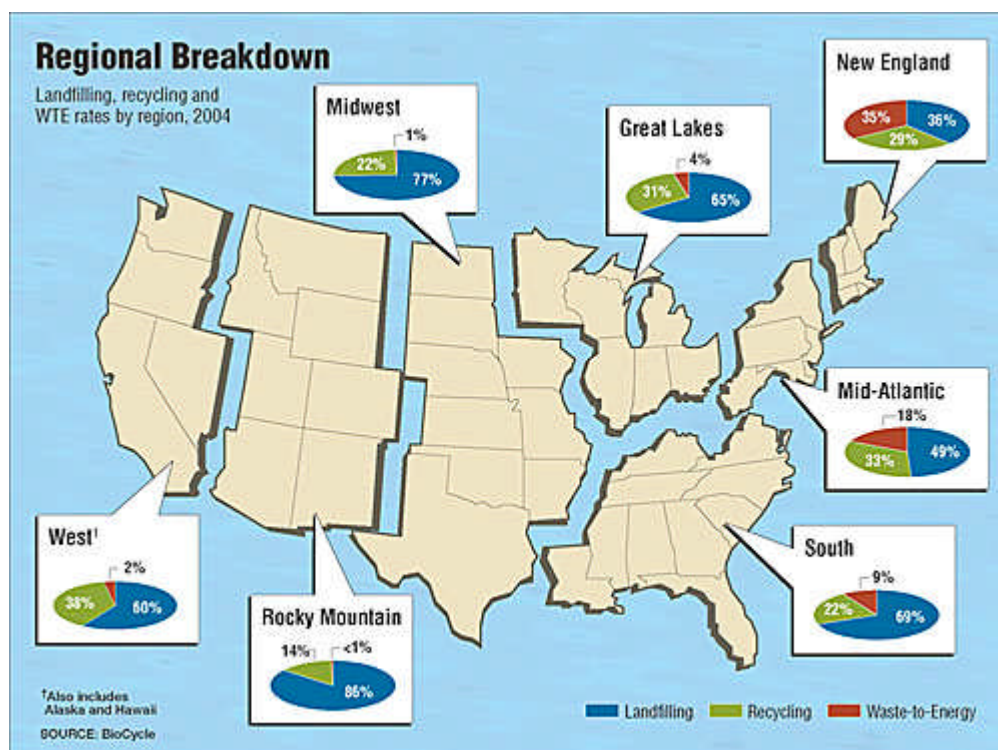 Regional Breakdown
Landfilling, recycling and
WTE rates by region, 2004
New England
35%
36%
29%
Midwest
1%
22%
77%
Great Lakes
4%
31%
65%
Mid-Atlantic
18%
33%
49%
West†
2%
38%
60%
Rocky Mountain
14%
<1%
86%
South
9%
22%
69%
†Also includes
Alaska and Hawaii
SOURCE: BioCycle
Landfilling
Recycling
Waste-to-Energy